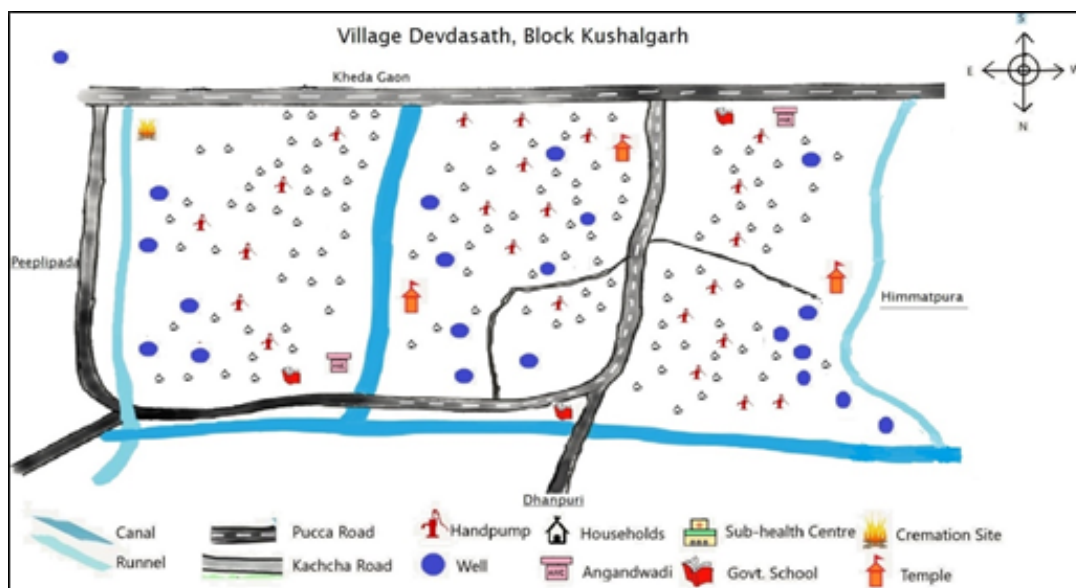 Village Devdasath, Block Kushalgarh
S
E
W
N
Kheda Gaon
Peeplipada
Himmatpura
Dhanpuri
Canal
Pucca Road
Handpump
Households
Sub-health Centre
Cremation Site
Runnel
Kachcha Road
Well
Angandwadi
Govt. School
Temple